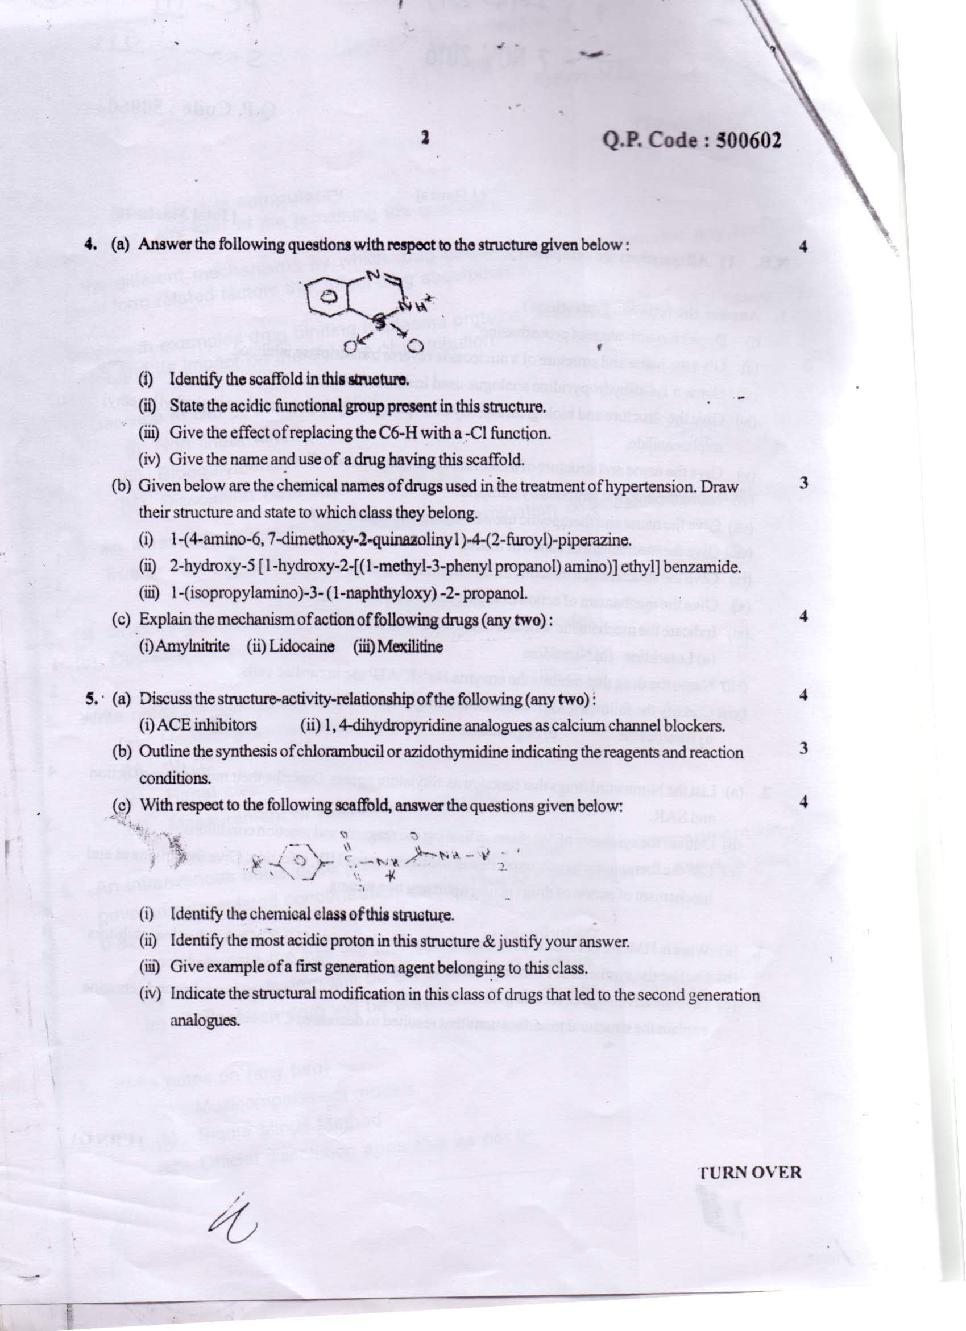 2
Q.P. Code : 500602
4. (a) Answer the following questions with respect to the structure given below : 4
N
NH
S
O O
(i) Identify the scaffold in this structure.
(ii) State the acidic functional group present in this structure.
(iii) Give the effect of replacing the C6-H with a -Cl function.
(iv) Give the name and use of a drug having this scaffold.
(b) Given below are the chemical names of drugs used in the treatment of hypertension. Draw 3
their structure and state to which class they belong.
(i) 1-(4-amino-6, 7-dimethoxy-2-quinazoliny1)-4-(2-furoyl)-piperazine.
(ii) 2-hydroxy-5 [1-hydroxy-2-[(1-methyl-3-phenyl propanol) amino)] ethyl] benzamide.
(iii) 1-(isopropylamino)-3- (1-naphthyloxy) -2- propanol.
(c) Explain the mechanism of action of following drugs (any two) : 4
(i) Amylnitrite (ii) Lidocaine (iii) Mexilitine
5. (a) Discuss the structure-activity-relationship of the following (any two) : 4
(i) ACE inhibitors (ii) 1, 4-dihydropyridine analogues as calcium channel blockers.
(b) Outline the synthesis of chlorambucil or azidothymidine indicating the reagents and reaction 3
conditions.
(c) With respect to the following scaffold, answer the questions given below: 4
(i) Identify the chemical class of this structure.
(ii) Identify the most acidic proton in this structure & justify your answer.
(iii) Give example of a first generation agent belonging to this class.
(iv) Indicate the structural modification in this class of drugs that led to the second generation
analogues.
TURN OVER